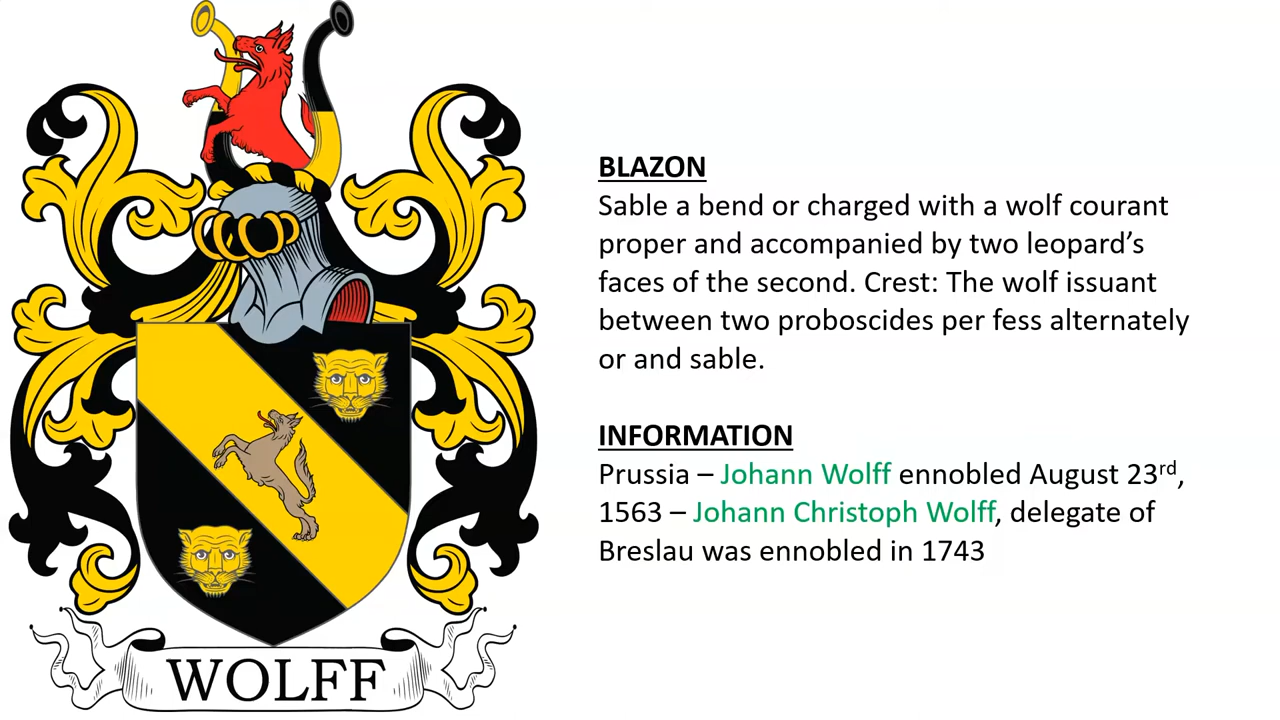 BLAZON
Sable a bend or charged with a wolf courant
proper and accompanied by two leopard’s
faces of the second. Crest: The wolf issuant
between two proboscides per fess alternately
or and sable.
INFORMATION
Prussia – Johann Wolff ennobled August 23rd,
1563 – Johann Christoph Wolff, delegate of
Breslau was ennobled in 1743
WOLFF